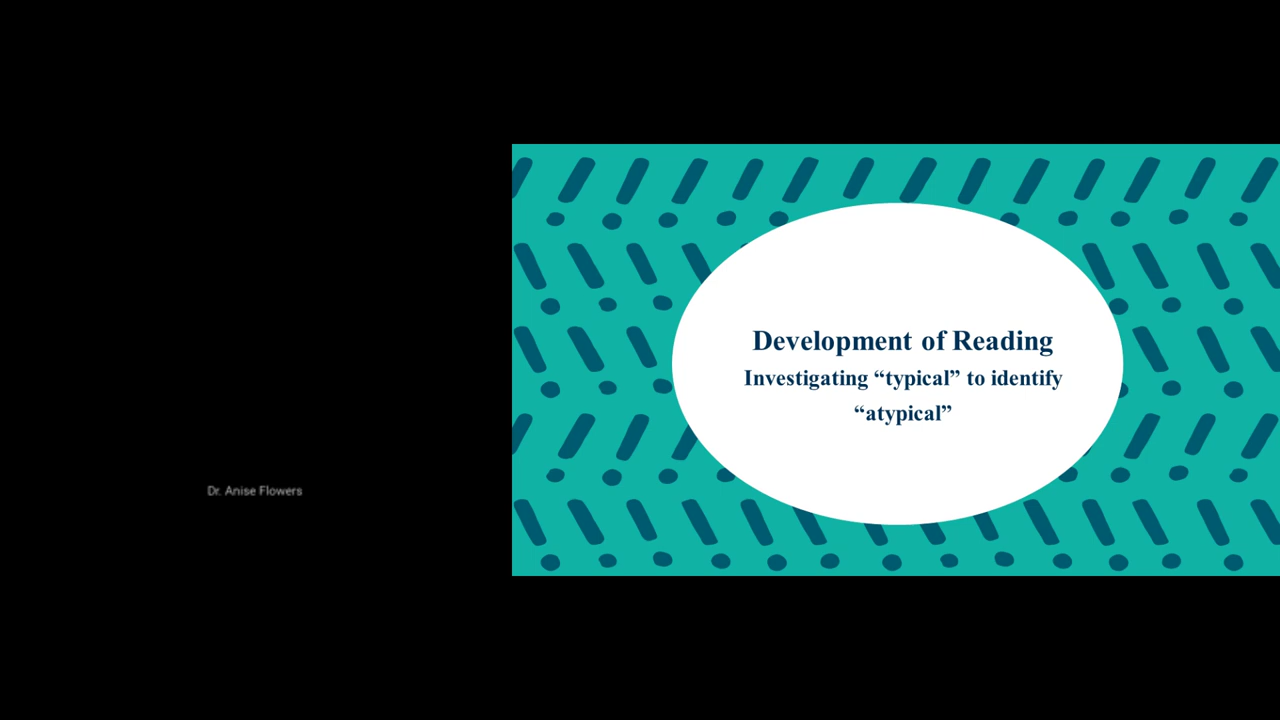 Dr. Anise Flowers
Development of Reading
Investigating “typical” to identify
“atypical”